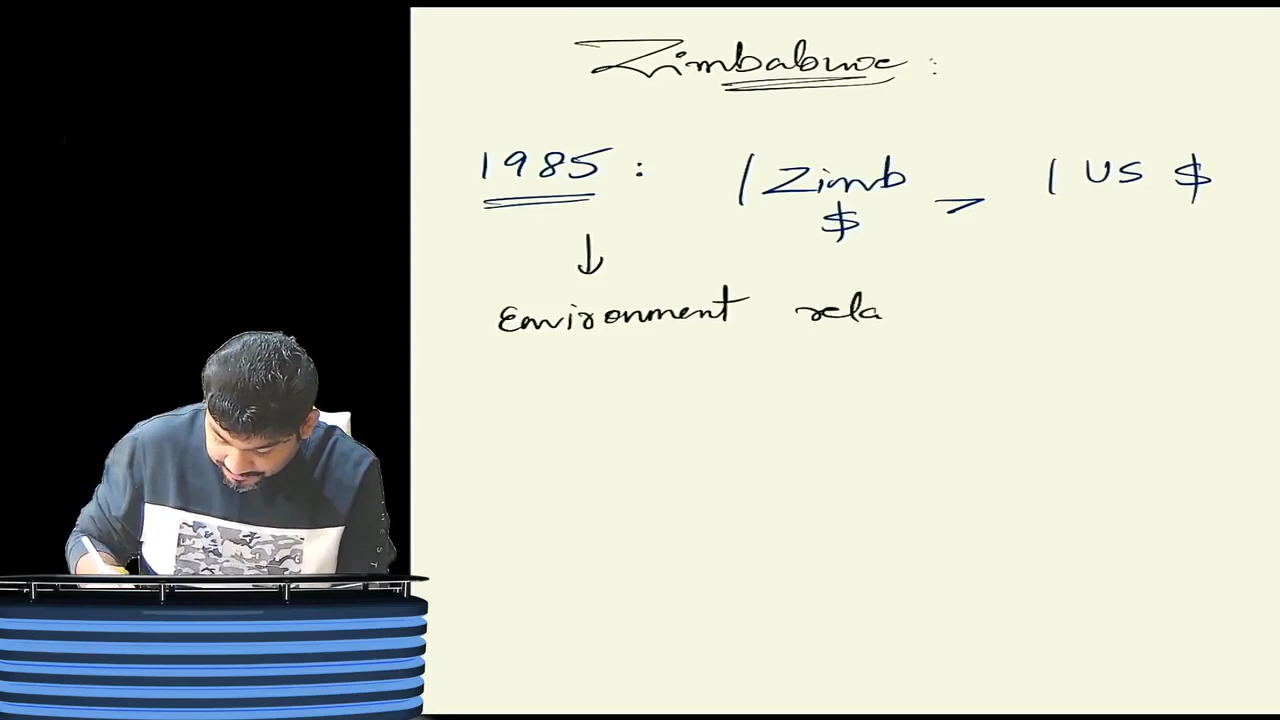 Zimbabwe :
1985 : 1 Zimb $ > 1 US $
↓
Environment rela